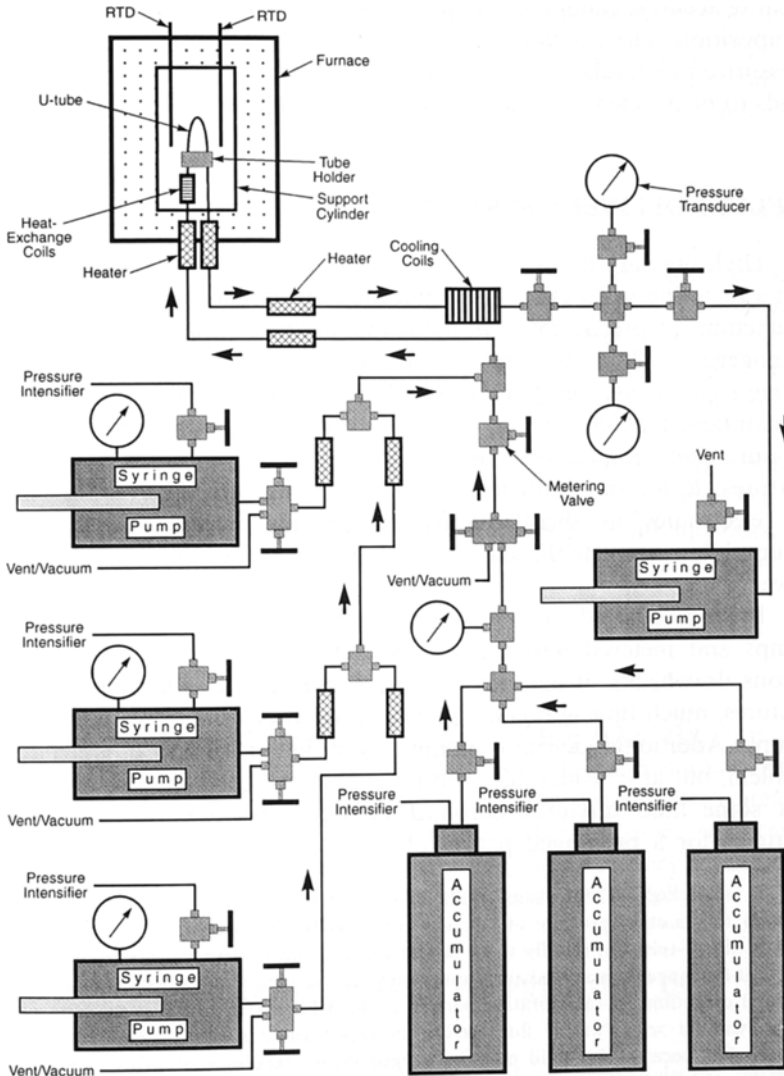 RTD
RTD
Furnace
U-tube
Tube
Holder
Support
Cylinder
Heat-
Exchange
Coils
Heater
Heater
Cooling
Coils
Pressure
Transducer
Pressure
Intensifier
Syringe
Pump
Vent/Vacuum
Metering
Valve
Vent
Vent/Vacuum
Syringe
Pump
Pressure
Intensifier
Syringe
Pump
Vent/Vacuum
Pressure
Intensifier
Pressure
Intensifier
Pressure
Intensifier
Accumulator
Accumulator
Accumulator
Pressure
Intensifier
Syringe
Pump
Vent/Vacuum